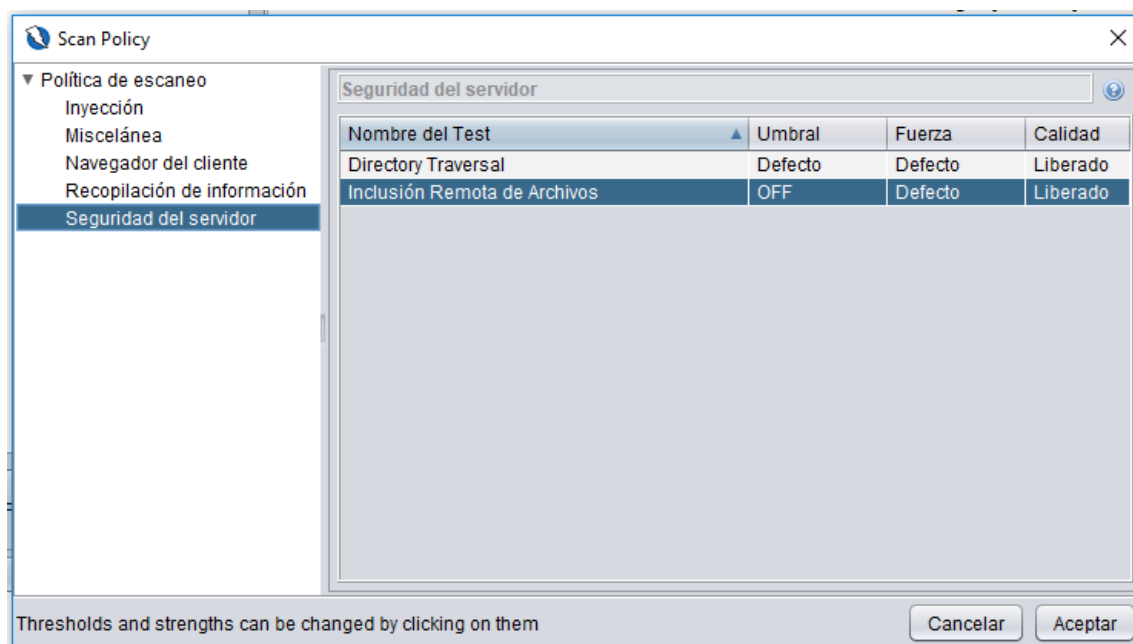 Scan Policy
Política de escaneo
Inyección
Miscelánea
Navegador del cliente
Recopilación de información
Seguridad del servidor
Seguridad del servidor
Nombre del Test Umbral Fuerza Calidad
Directory Traversal Defecto Defecto Liberado
Inclusión Remota de Archivos OFF Defecto Liberado
Thresholds and strengths can be changed by clicking on them
Cancelar Aceptar